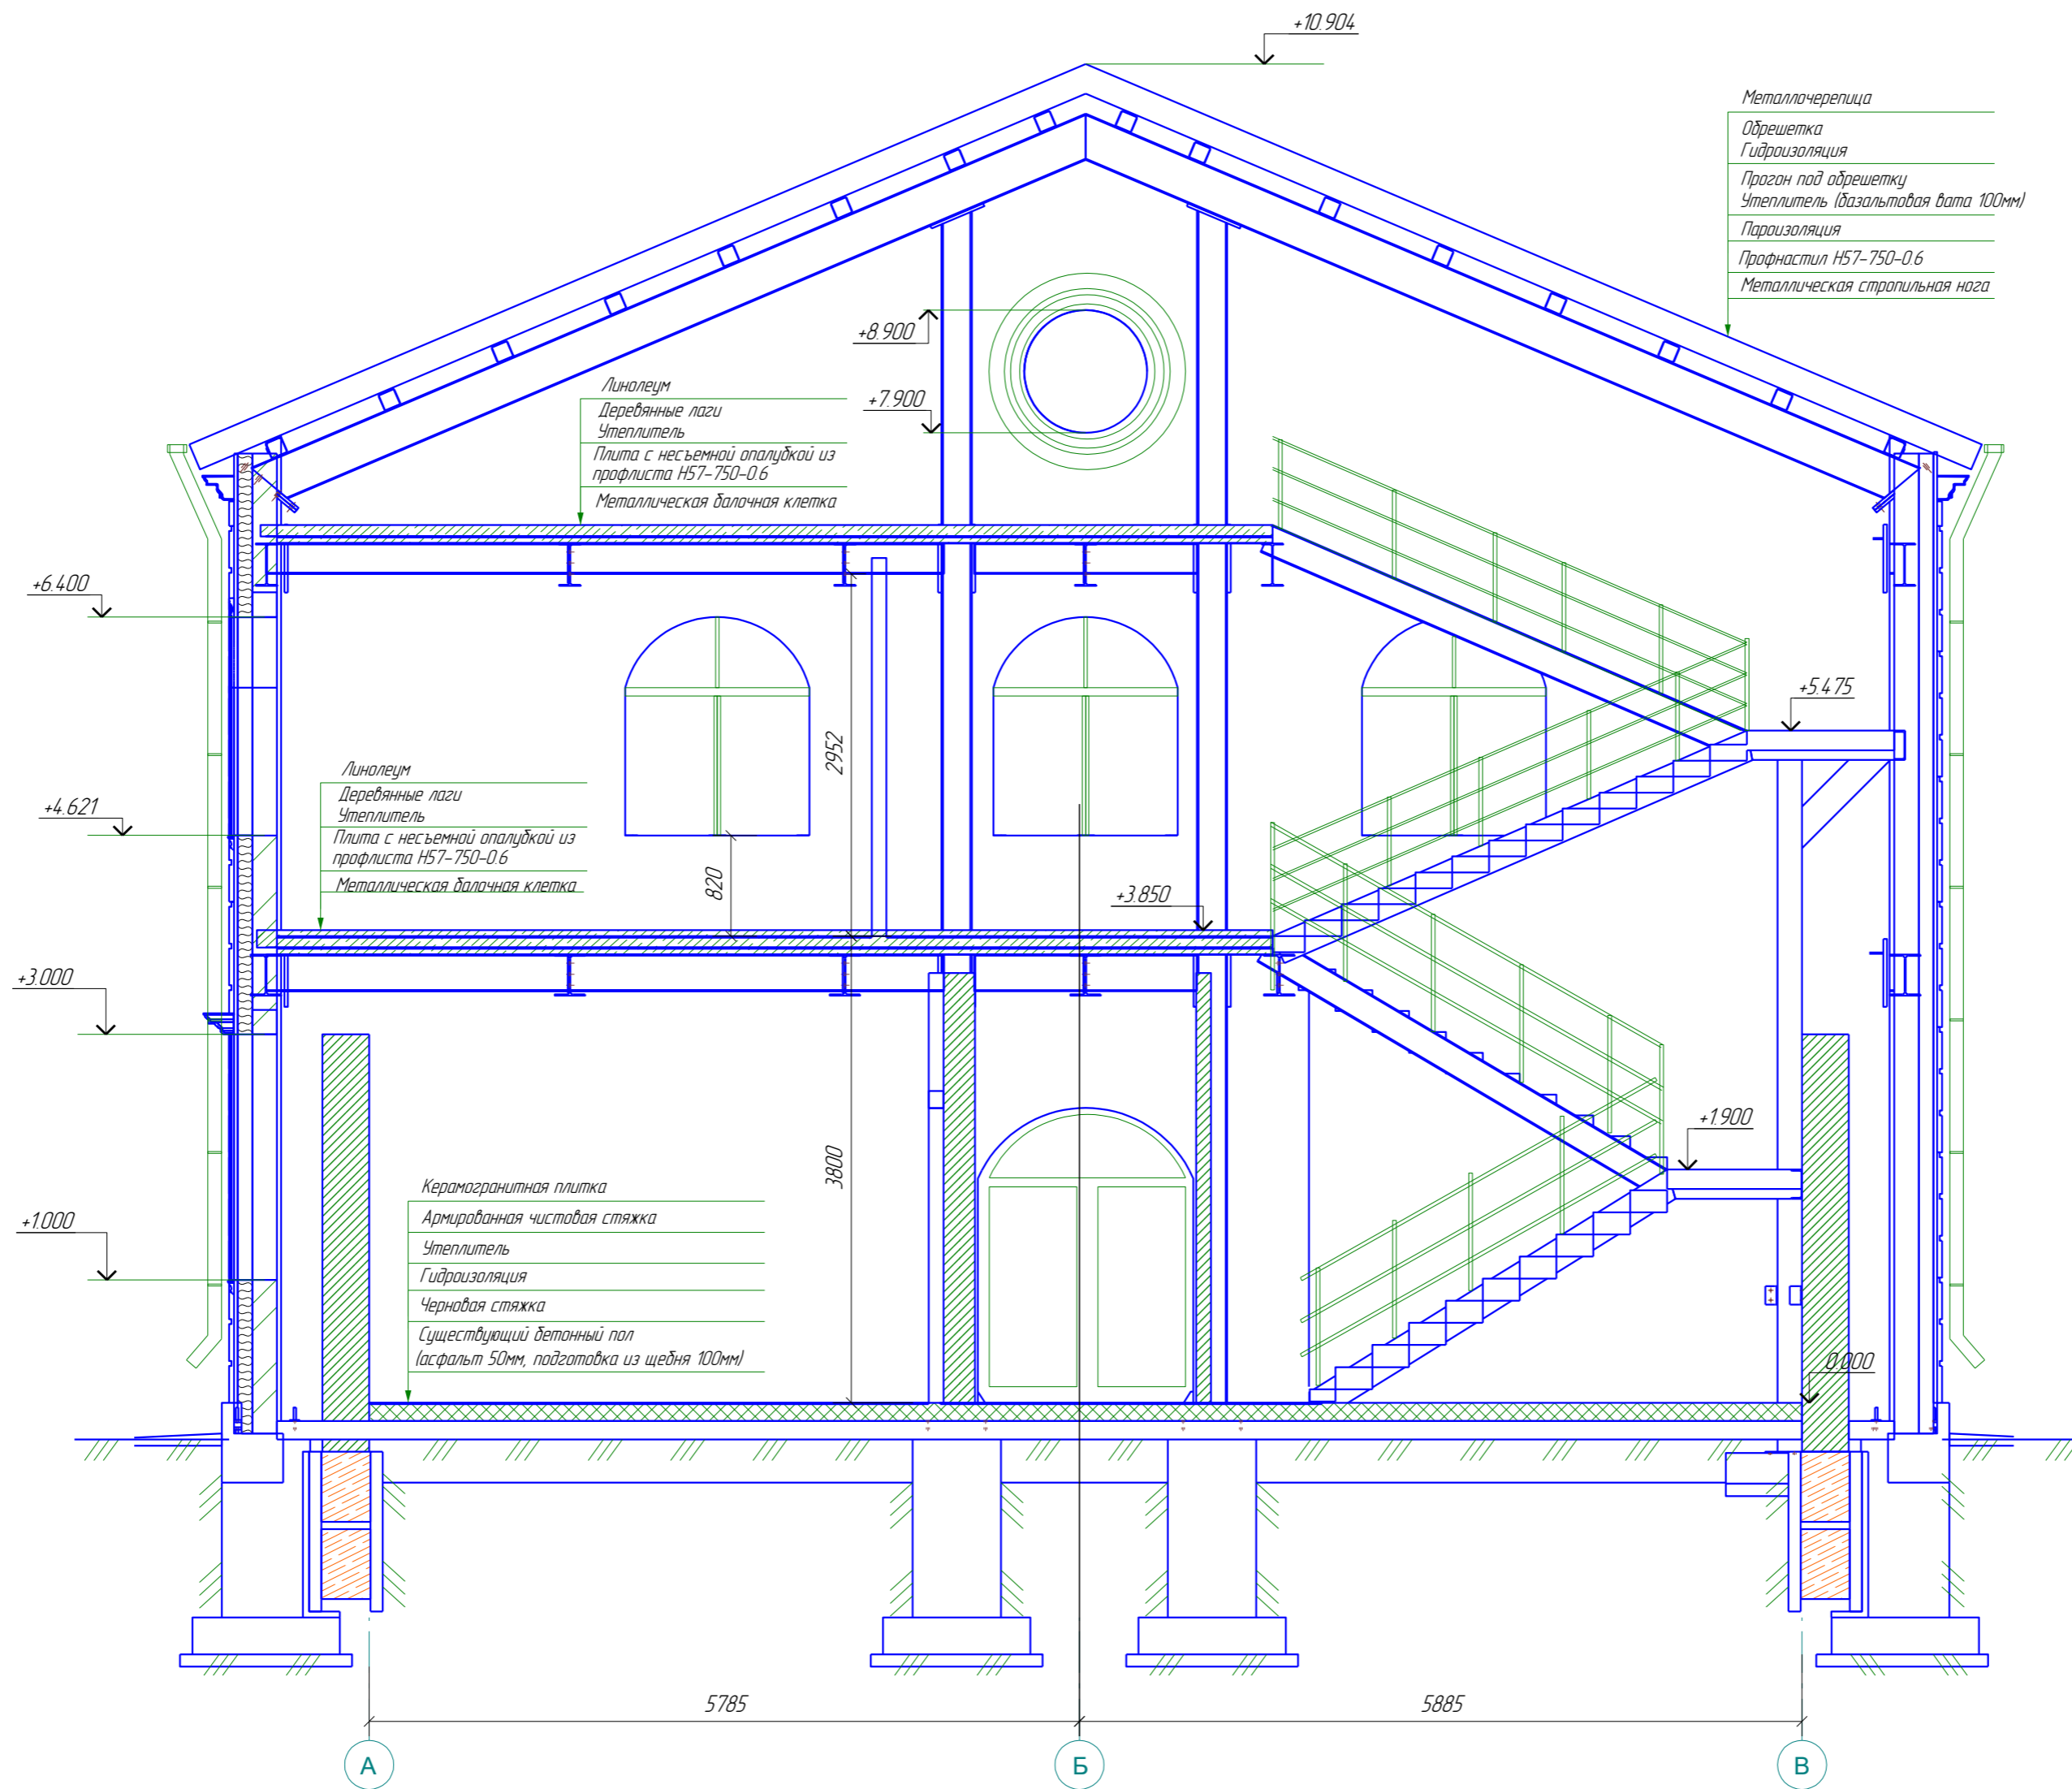 +10.904
Металлочерепица
Обрешетка
Гидроизоляция
Прогон под обрешетку
Утеплитель (базальтовая вата 100мм)
Пароизоляция
Профнастил Н57-750-0.6
Металлическая стропильная нога
+8.900
+7.900
Линолеум
Деревянные лаги
Утеплитель
Плита с несъемной опалубкой из
профлиста Н57-750-0.6
Металлическая балочная клетка
+6.400
+5.475
2952
Линолеум
Деревянные лаги
Утеплитель
Плита с несъемной опалубкой из
профлиста Н57-750-0.6
Металлическая балочная клетка
+4.621
820
+3.850
+3.000
+1.900
3800
Керамогранитная плитка
Армированная чистовая стяжка
Утеплитель
Гидроизоляция
Черновая стяжка
Существующий бетонный пол
(асфальт 50мм, подготовка из щебня 100мм)
+1.000
0.000
5785
5885
А
Б
В